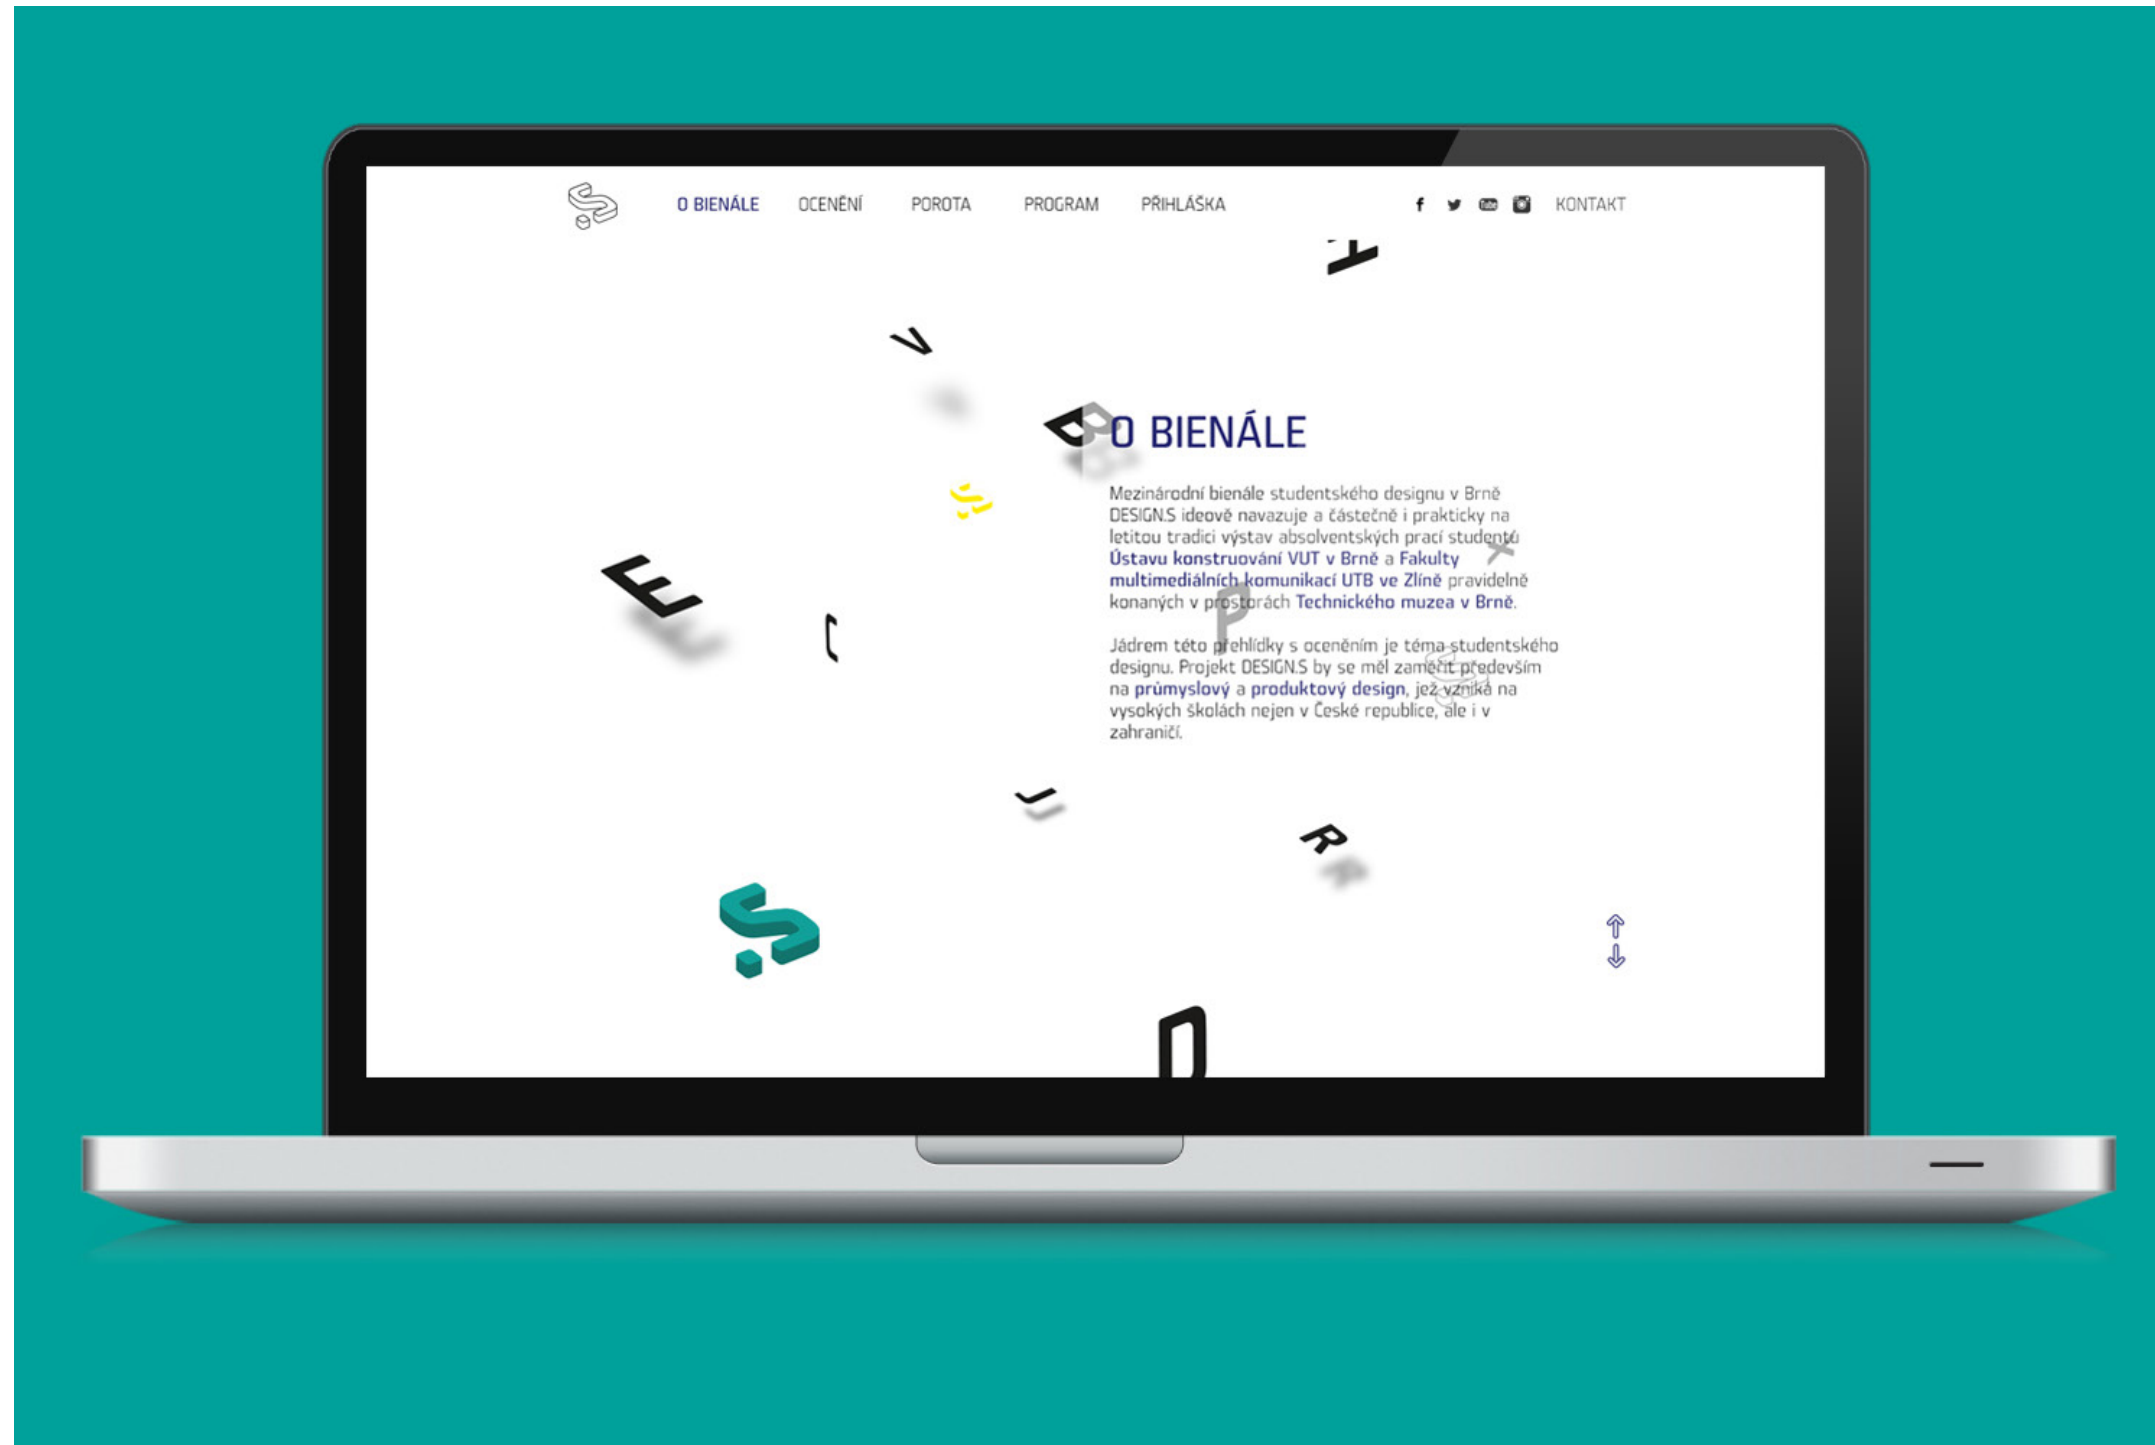 O BIENÁLE OCENĚNÍ POROTA PROGRAM PŘIHLÁŠKA f You Tube KONTAKT
V
B
O BIENÁLE
Mezinárodní bienále studentského designu v Brně
DESIGN.S ideově navazuje a částečně i prakticky na
letitou tradici výstav absolventských prací studentů
Ústavu konstruování VUT v Brně a Fakulty
multimediálních komunikací UTB ve Zlíně pravidelně
konaných v prostorách Technického muzea v Brně.
X
E
P
Jádrem této přehlídky s oceněním je téma studentského
designu. Projekt DESIGN.S by se měl zaměřit především
na průmyslový a produktový design, jež vzniká na
vysokých školách nejen v České republice, ale i v
zahraničí.
J
R
S
D